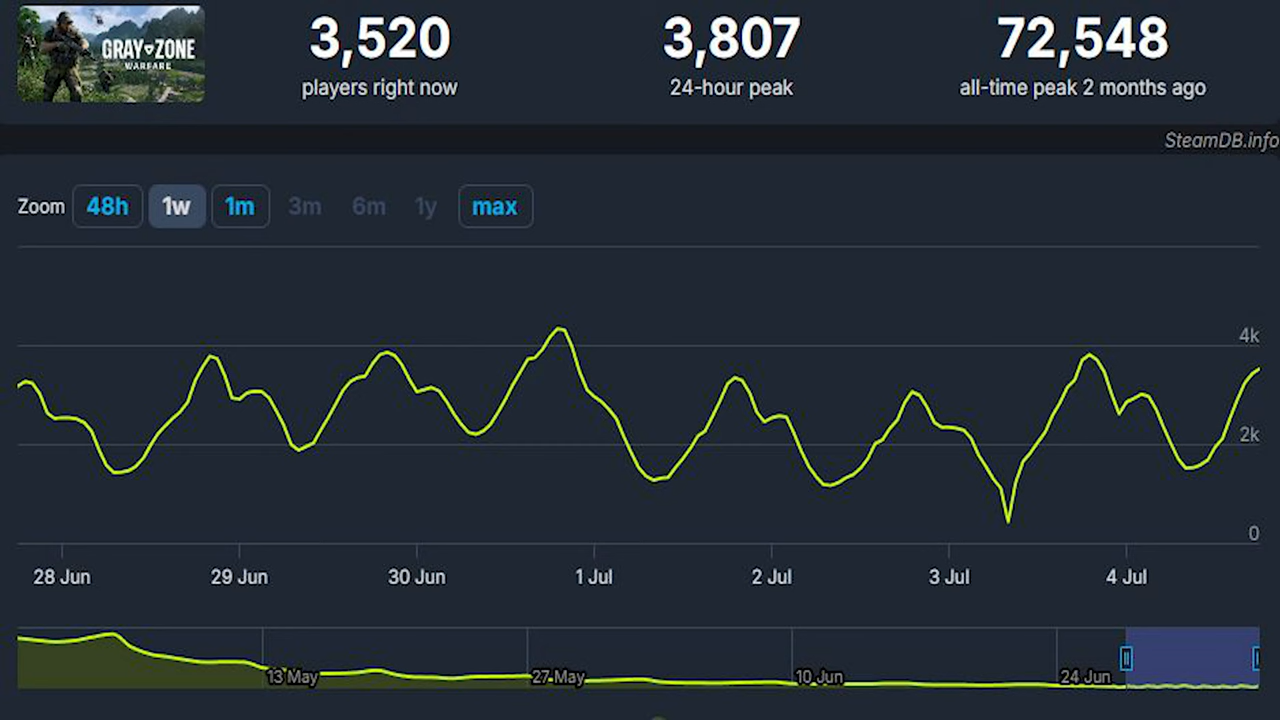 GRAY ZONE
WARFARE
3,520
players right now
3,807
24-hour peak
72,548
all-time peak 2 months ago
SteamDB.info
Zoom 48h 1w 1m 3m 6m 1y max
4k
2k
0
28 Jun 29 Jun 30 Jun 1 Jul 2 Jul 3 Jul 4 Jul
13 May 27 May 10 Jun 24 Jun